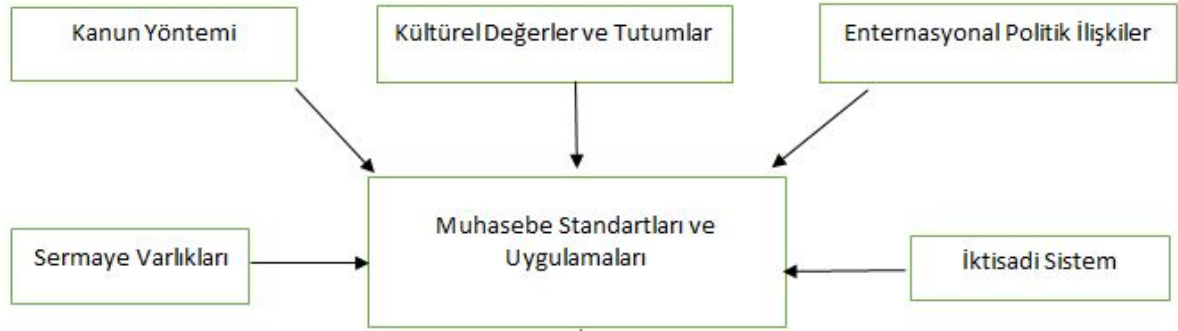 Kanun Yöntemi
Kültürel Değerler ve Tutumlar
Enternasyonal Politik İlişkiler
Muhasebe Standartları ve
Uygulamaları
Sermaye Varlıkları
İktisadi Sistem